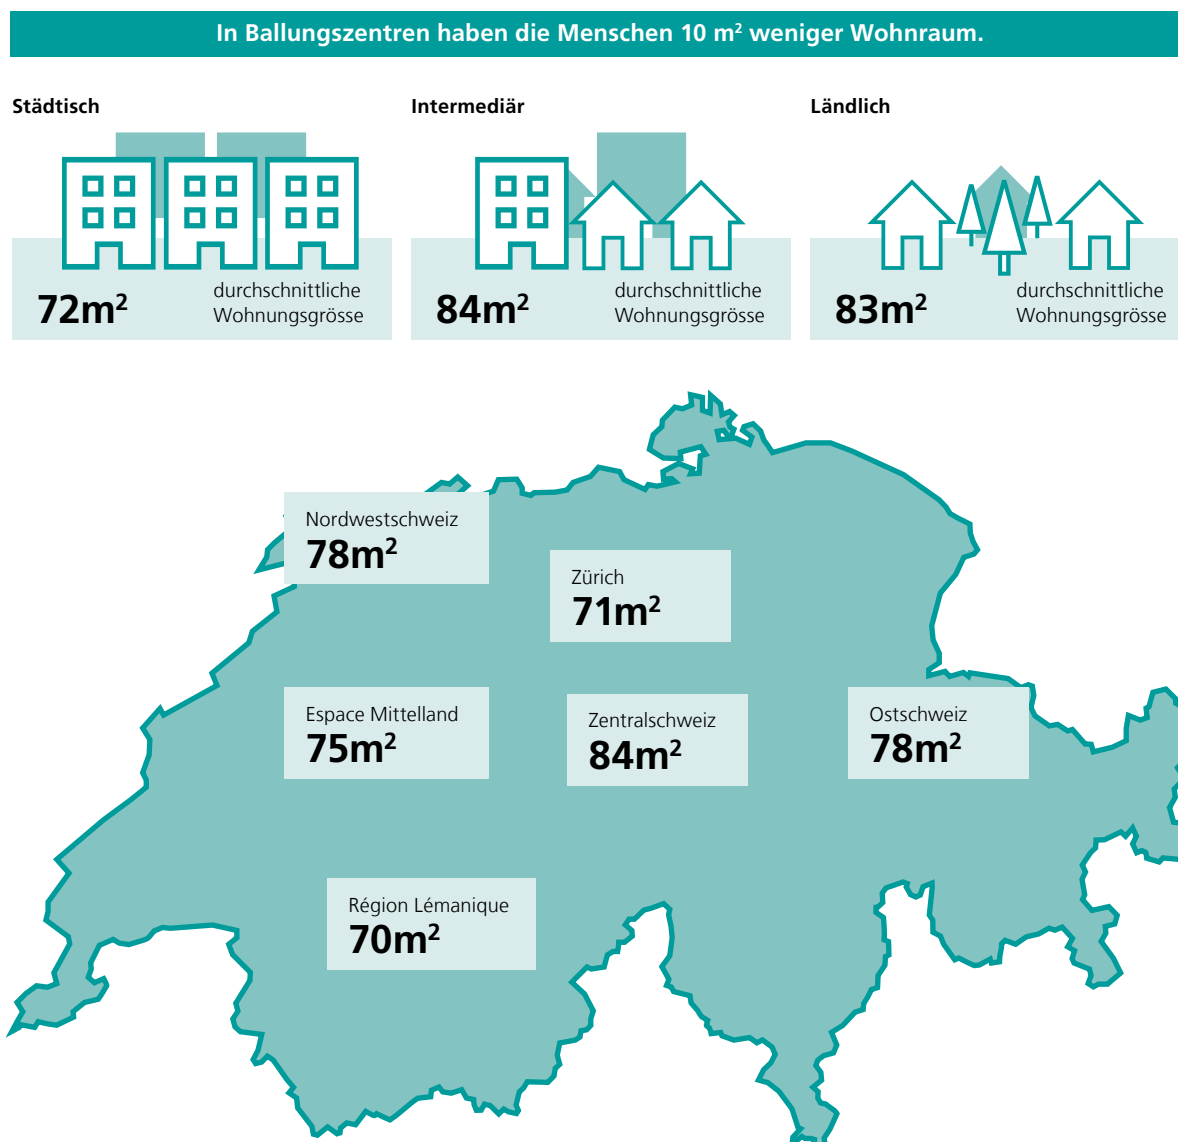 In Ballungszentren haben die Menschen 10 m² weniger Wohnraum.
Städtisch
72m²
durchschnittliche
Wohnungsgrösse
Intermediär
84m²
durchschnittliche
Wohnungsgrösse
Ländlich
83m²
durchschnittliche
Wohnungsgrösse
Nordwestschweiz
78m²
Zürich
71m²
Espace Mittelland
75m²
Zentralschweiz
84m²
Ostschweiz
78m²
Région Lémanique
70m²